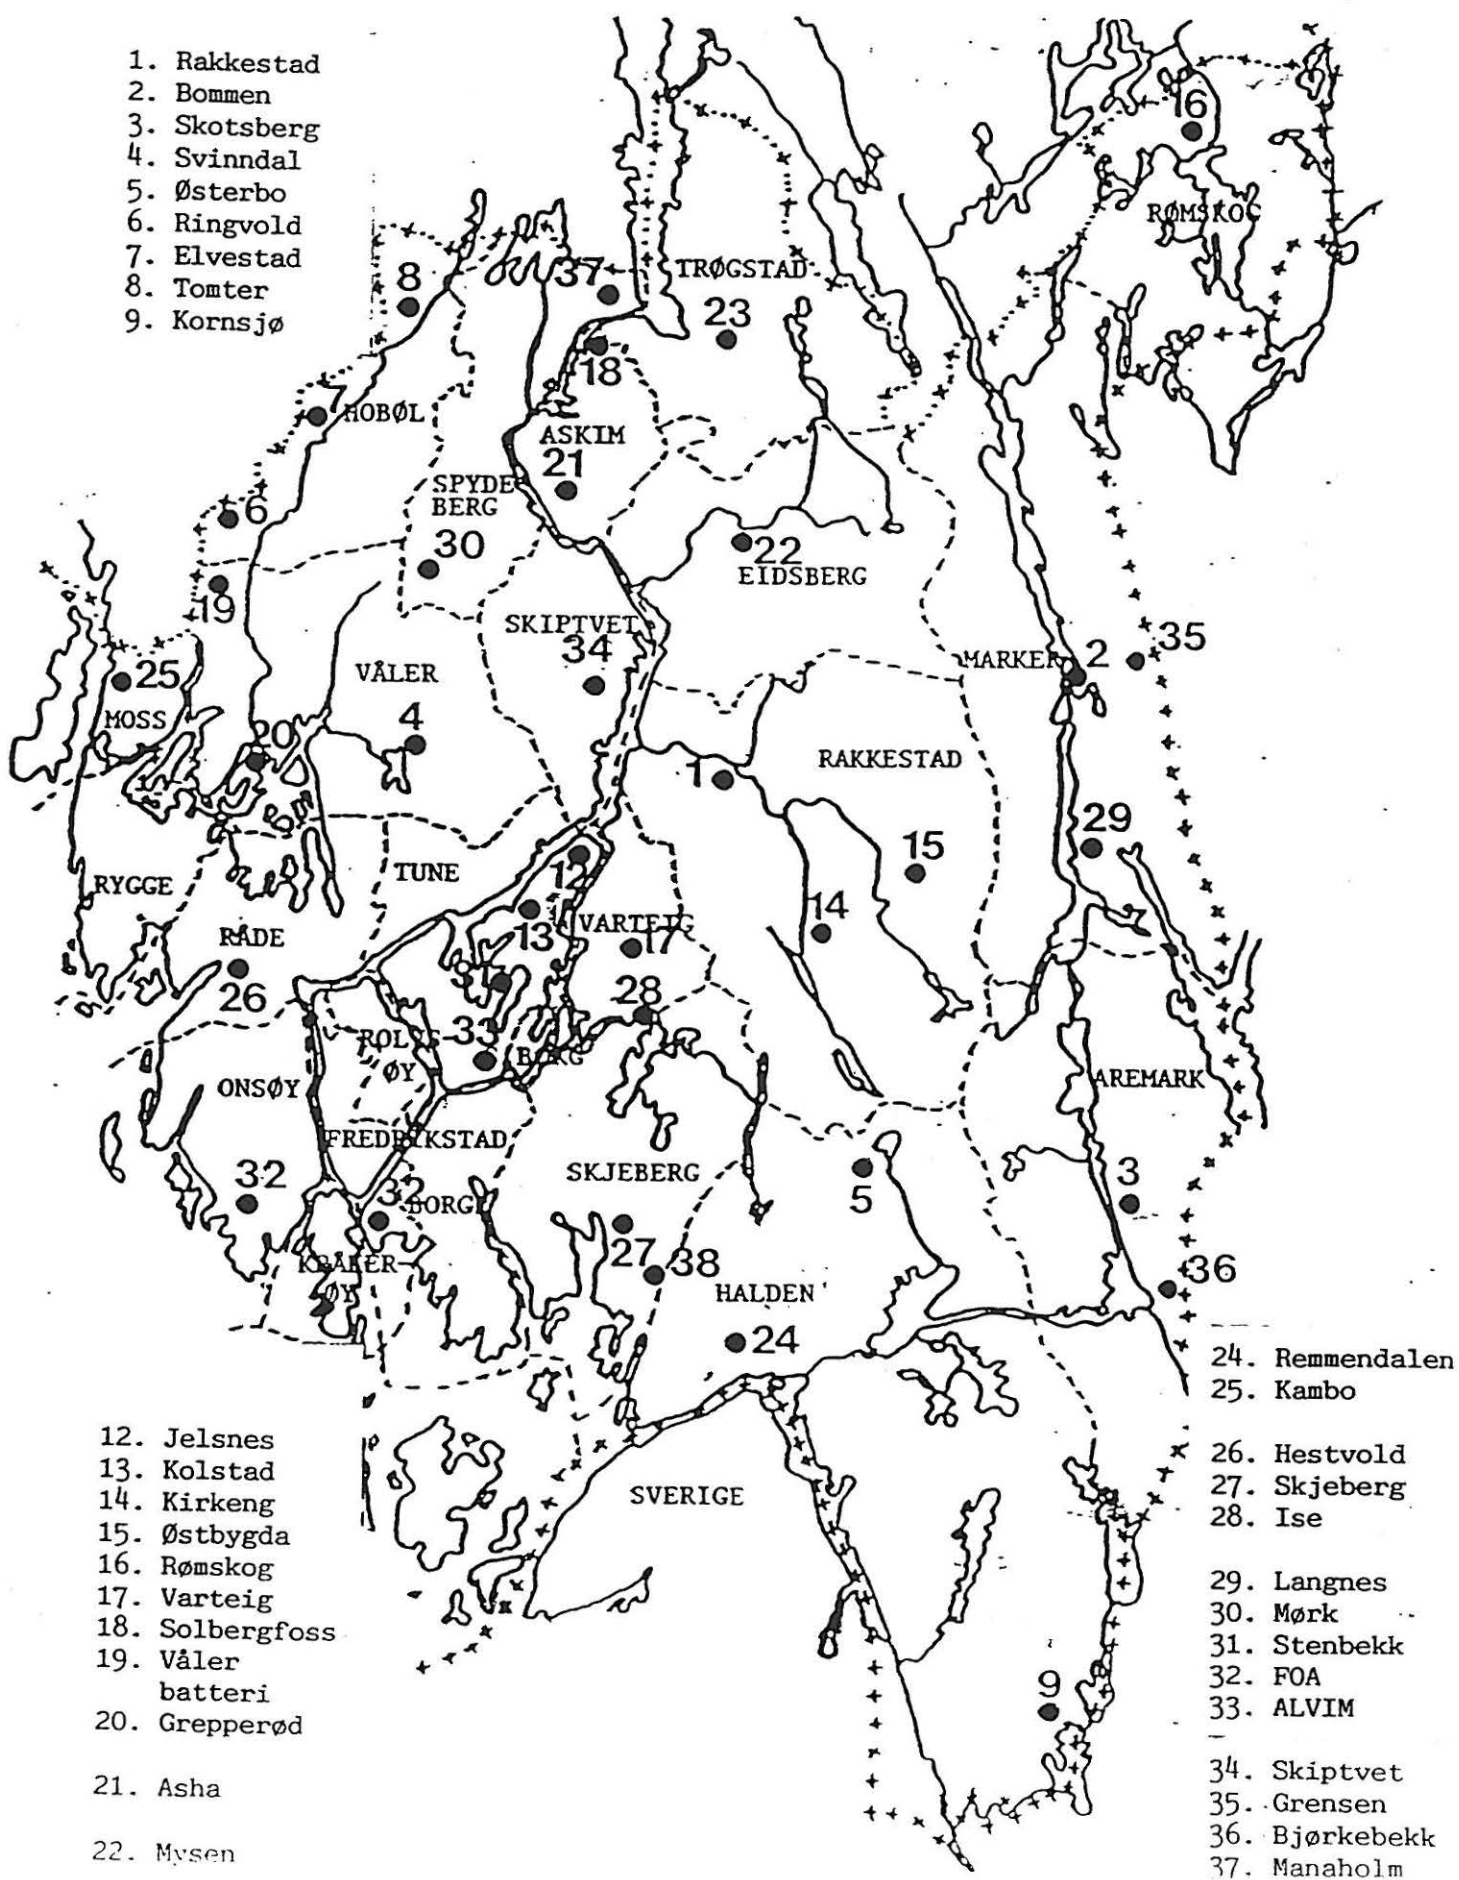 1. Rakkestad
2. Bommen
3. Skotsberg
4. Svinndal
5. Østerbo
6. Ringvold
7. Elvestad
8. Tomter
9. Kornsjø
16
RØMSKOG
8
37
TRØGSTAD
23
18
7
HOBØL
ASKIM
21
SPYDE
BERG
6
30
22
EIDSBERG
19
SKIPTVET
34
35
MARKER
2
25
VÅLER
MOSS
4
20
RAKKESTAD
1
29
15
12
TUNE
RYGGE
14
13
VARTEIG
17
RÅDE
26
31
28
33
ROLVS-
ØY
BORG
ONSØY
AREMARK
FREDRIKSTAD
SKJEBERG
32
32
BORGE
5
3
27
38
KRÅKER-
ØY
HALDEN
36
24
24. Remmendalen
25. Kambo
26. Hestvold
27. Skjeberg
28. Ise
29. Langnes
30. Mørk
31. Stenbekk
32. FOA
33. ALVIM
34. Skiptvet
35. Grensen
36. Bjørkebekk
37. Manaholm
SVERIGE
9
12. Jelsnes
13. Kolstad
14. Kirkeng
15. Østbygda
16. Rømskog
17. Varteig
18. Solbergfoss
19. Våler
batteri
20. Grepperød
21. Asha
22. Mysen